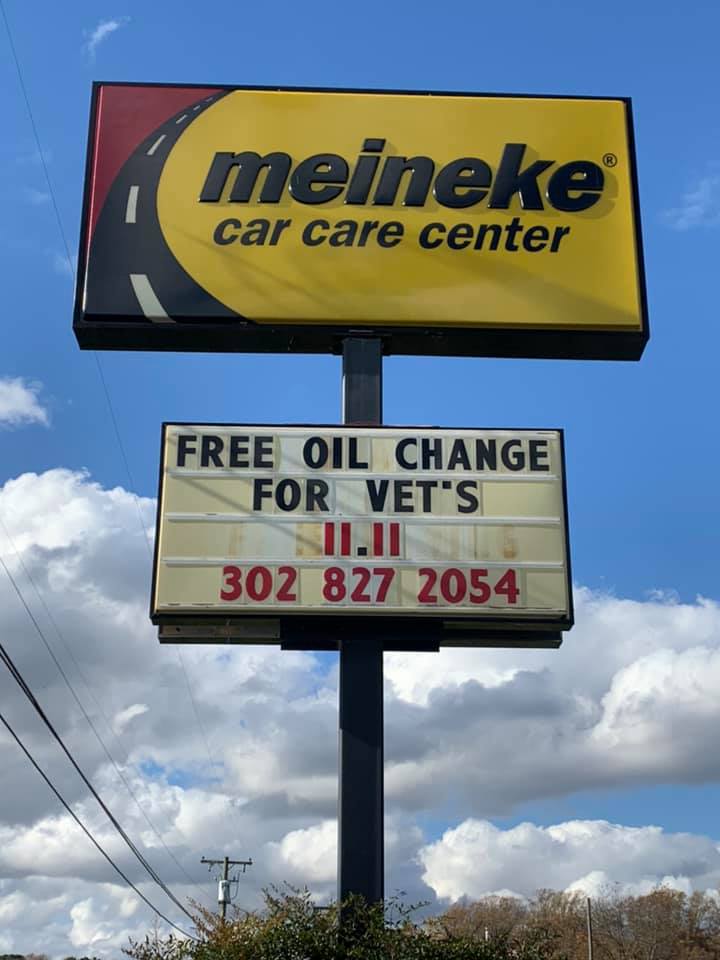 meineke®
car care center
FREE OIL CHANGE
FOR VET'S
11.11
302 827 2054